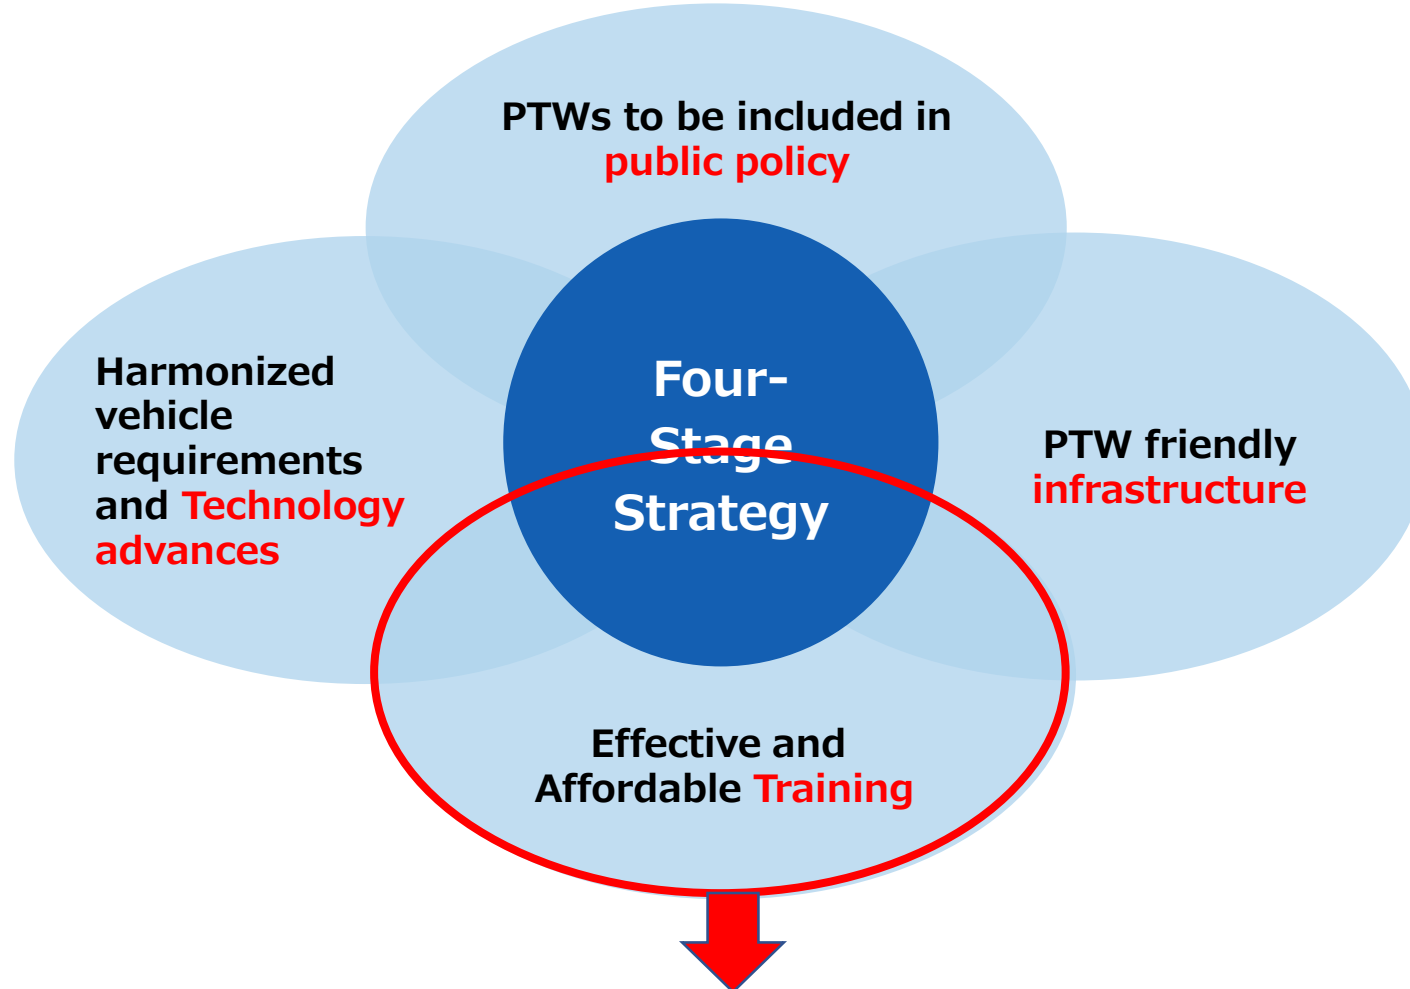 PTWs to be included in
public policy
Harmonized
vehicle
requirements
and Technology
advances
Four-
Stage
Strategy
PTW friendly
infrastructure
Effective and
Affordable Training